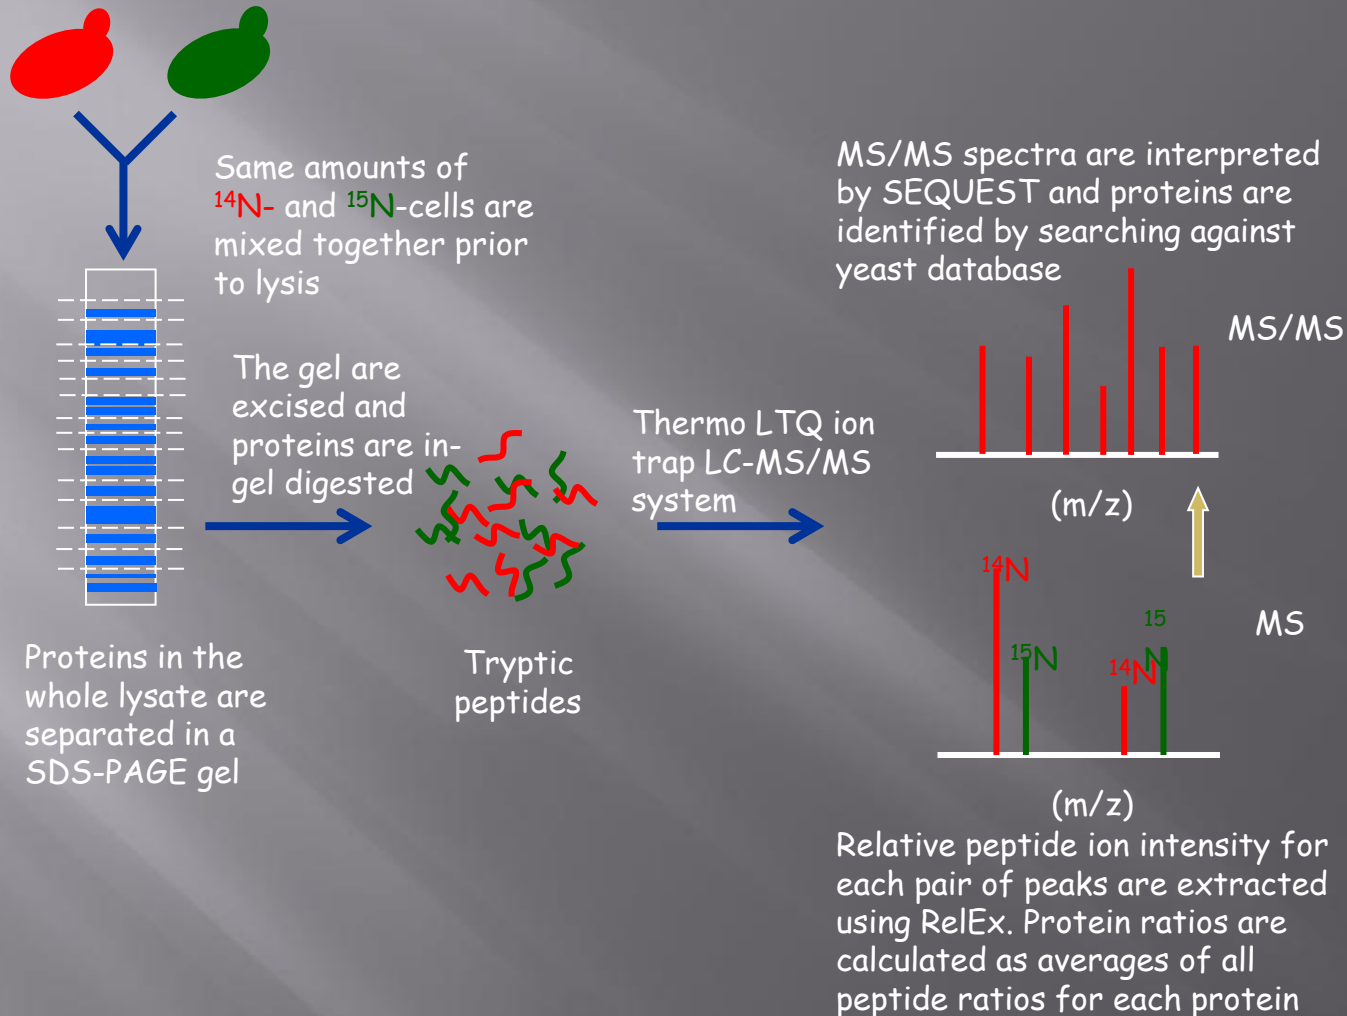 Same amounts of
¹⁴N- and ¹⁵N-cells are
mixed together prior
to lysis
The gel are
excised and
proteins are in-
gel digested
Proteins in the
whole lysate are
separated in a
SDS-PAGE gel
Tryptic
peptides
Thermo LTQ ion
trap LC-MS/MS
system
MS/MS spectra are interpreted
by SEQUEST and proteins are
identified by searching against
yeast database
MS/MS
(m/z)
¹⁴N
¹⁵N
¹⁴N
¹⁵
N
MS
(m/z)
Relative peptide ion intensity for
each pair of peaks are extracted
using RelEx. Protein ratios are
calculated as averages of all
peptide ratios for each protein